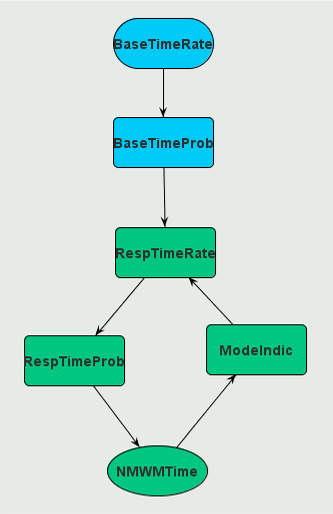 BaseTimeRate
BaseTimeProb
RespTimeRate
ModeIndic
RespTimeProb
NMWMTime